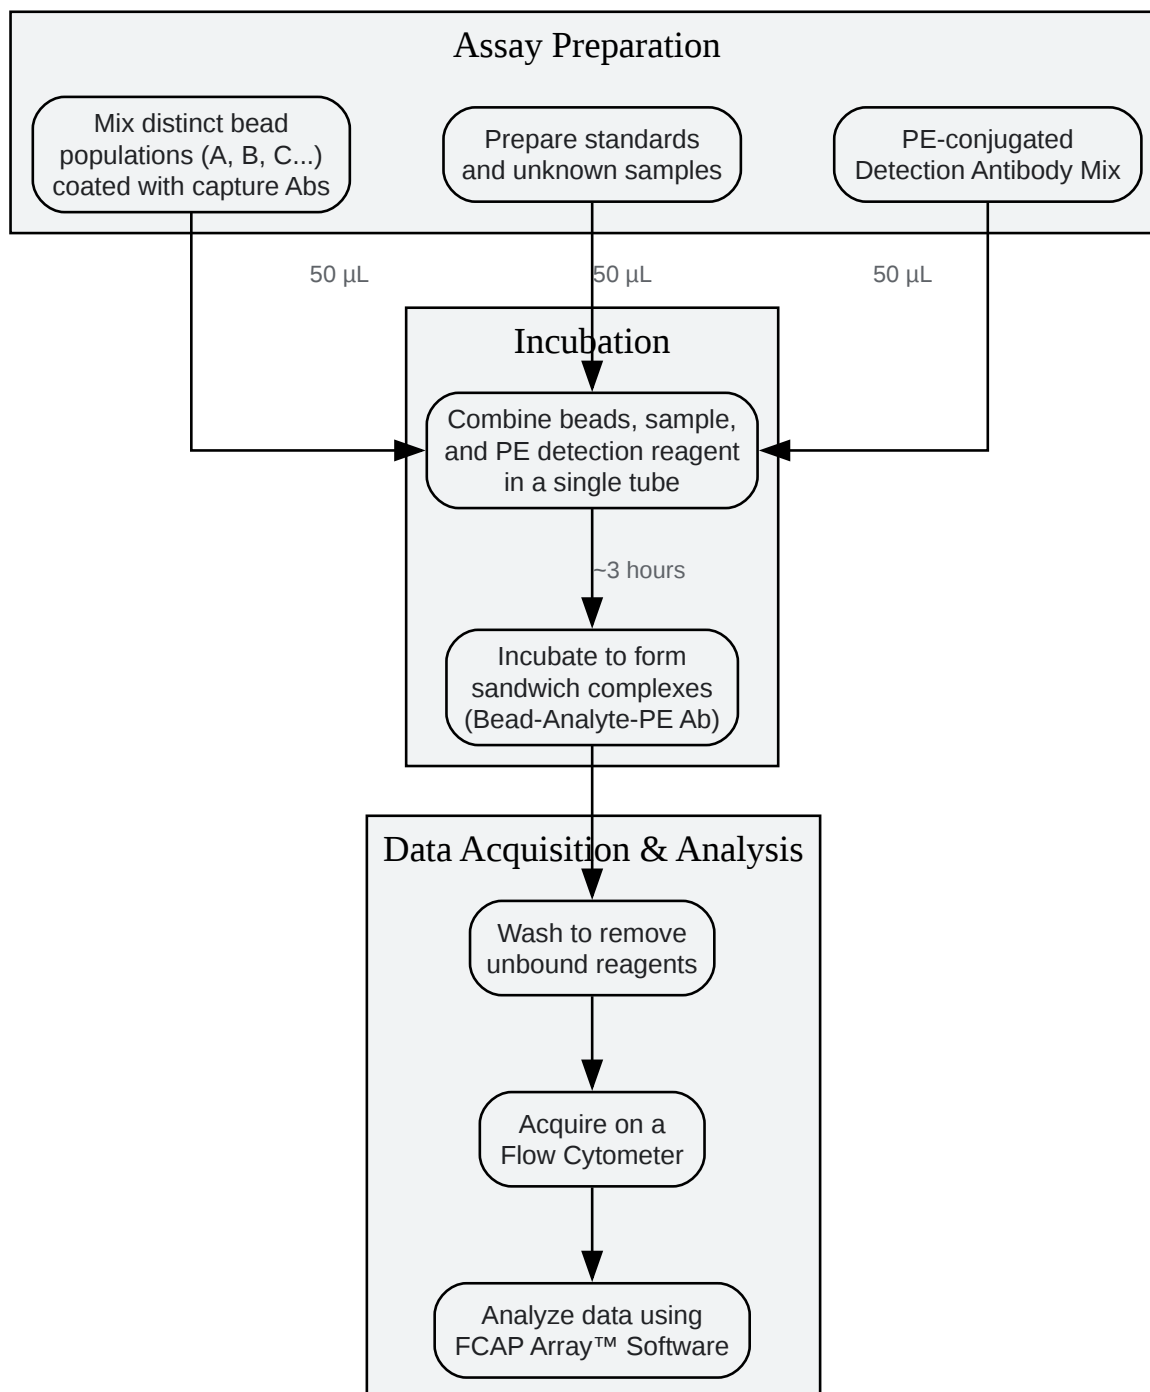 Assay Preparation
Mix distinct bead
populations (A, B, C...)
coated with capture Abs
Prepare standards
and unknown samples
PE-conjugated
Detection Antibody Mix
50 µL
50 µL
50 µL
Incubation
Combine beads, sample,
and PE detection reagent
in a single tube
~3 hours
Incubate to form
sandwich complexes
(Bead-Analyte-PE Ab)
Data Acquisition & Analysis
Wash to remove
unbound reagents
Acquire on a
Flow Cytometer
Analyze data using
FCAP Array™ Software